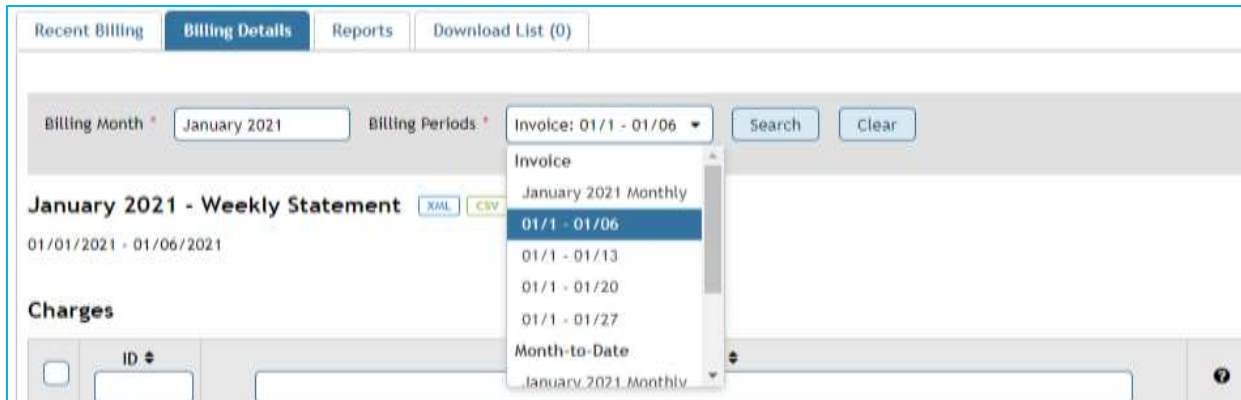 Recent Billing Billing Details Reports Download List (0)
Billing Month * January 2021 Billing Periods * Invoice: 01/1 - 01/06 Search Clear
Invoice
January 2021 Monthly
01/1 - 01/06
01/1 - 01/13
01/1 - 01/20
01/1 - 01/27
Month-to-Date
January 2021 Monthly
January 2021 - Weekly Statement XML CSV
01/01/2021 - 01/06/2021
Charges
ID